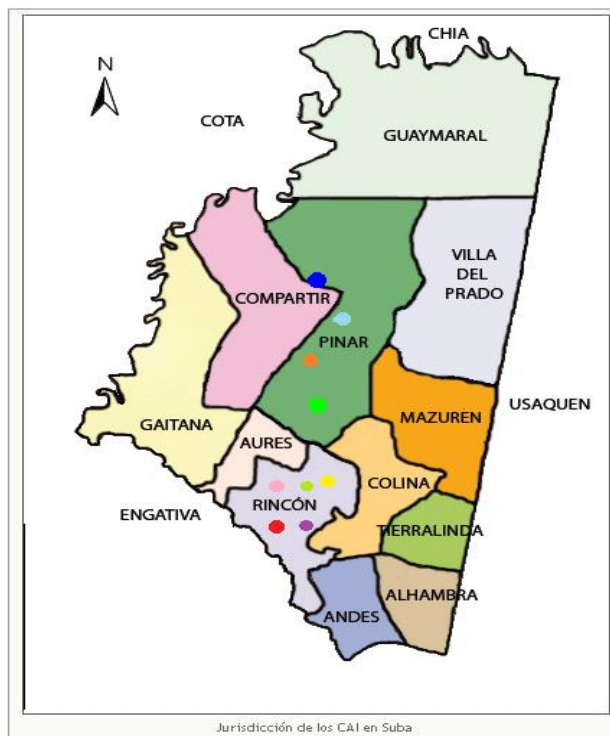 CHIA
N
COTA
GUAYMARAL
VILLA
DEL
PRADO
COMPARTIR
PINAR
USAQUEN
MAZUREN
GAITANA
AURES
COLINA
RINCÓN
ENGATIVA
TIERRALINDA
ALHAMBRA
ANDES
Jurisdicción de los CAI en Suba